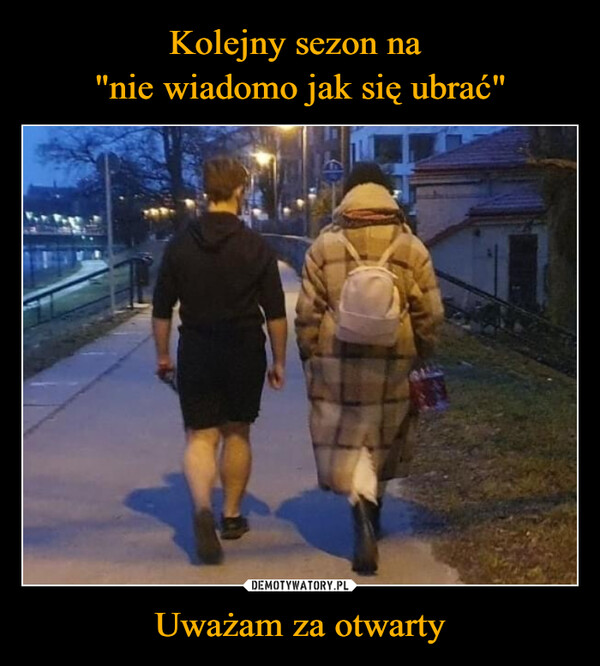 Kolejny sezon na
"nie wiadomo jak się ubrać"
DEMOTYWATORY.PL
Uważam za otwarty